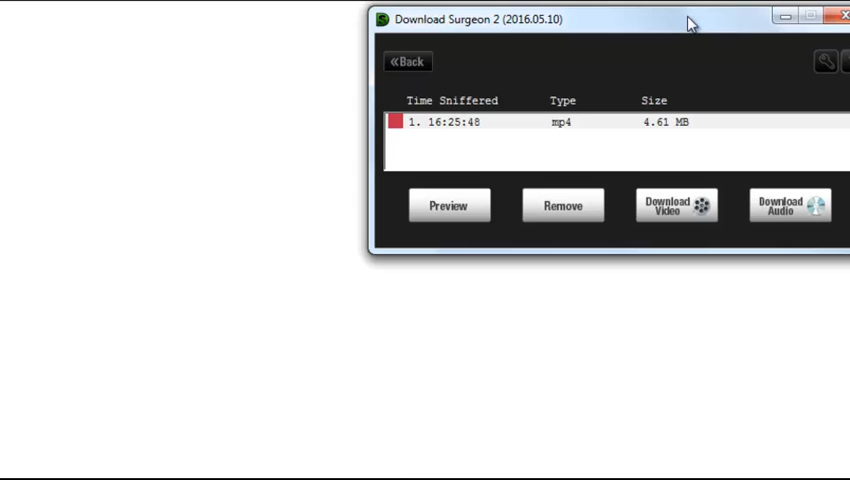 Download Surgeon 2 (2016.05.10)
«Back
Time Sniffered Type Size
1. 16:25:48 mp4 4.61 MB
Preview Remove Download Video Download Audio